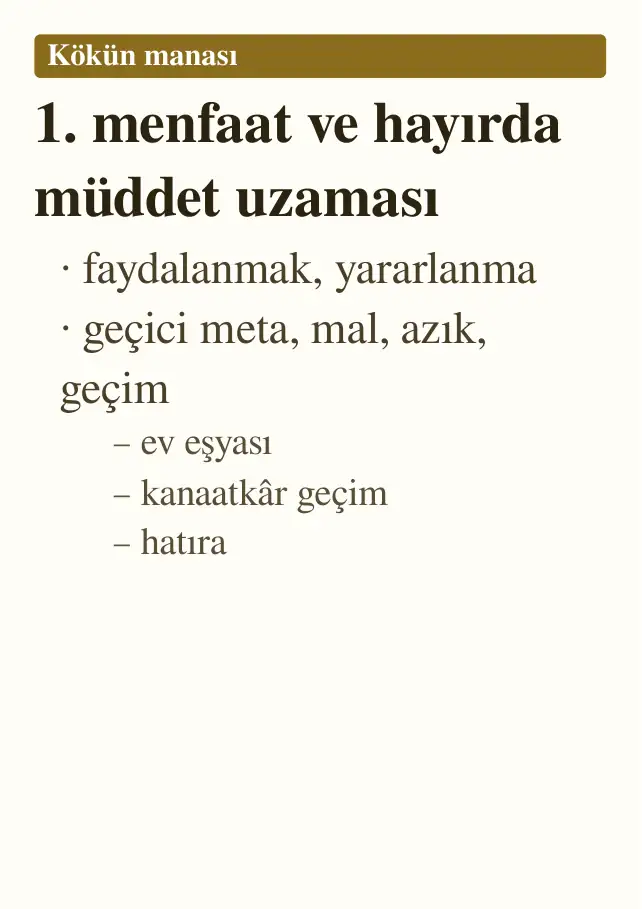 Kökün manası
1. menfaat ve hayırda
müddet uzaması
· faydalanmak, yararlanma
· geçici meta, mal, azık,
geçim
– ev eşyası
– kanaatkâr geçim
– hatıra